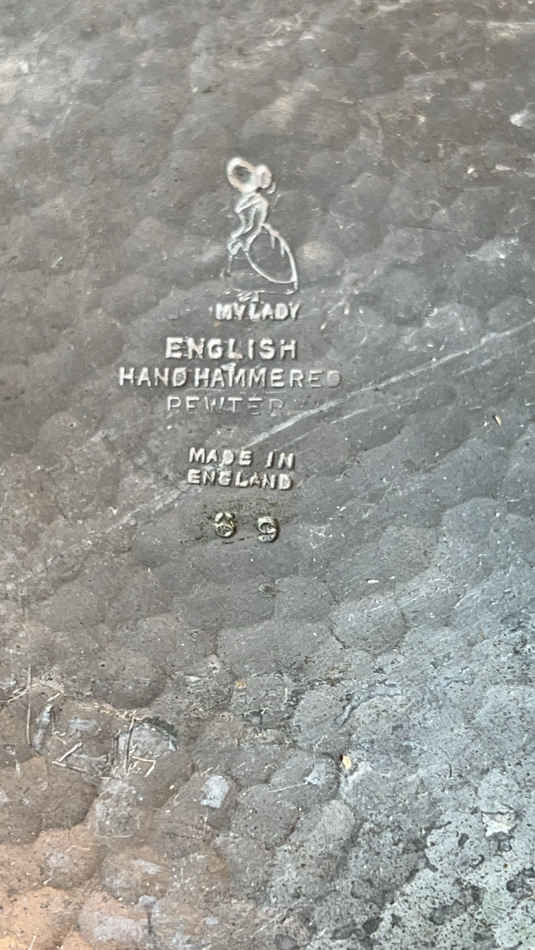 MY LADY
ENGLISH
HAND HAMMERED
PEWTER
MADE IN
ENGLAND